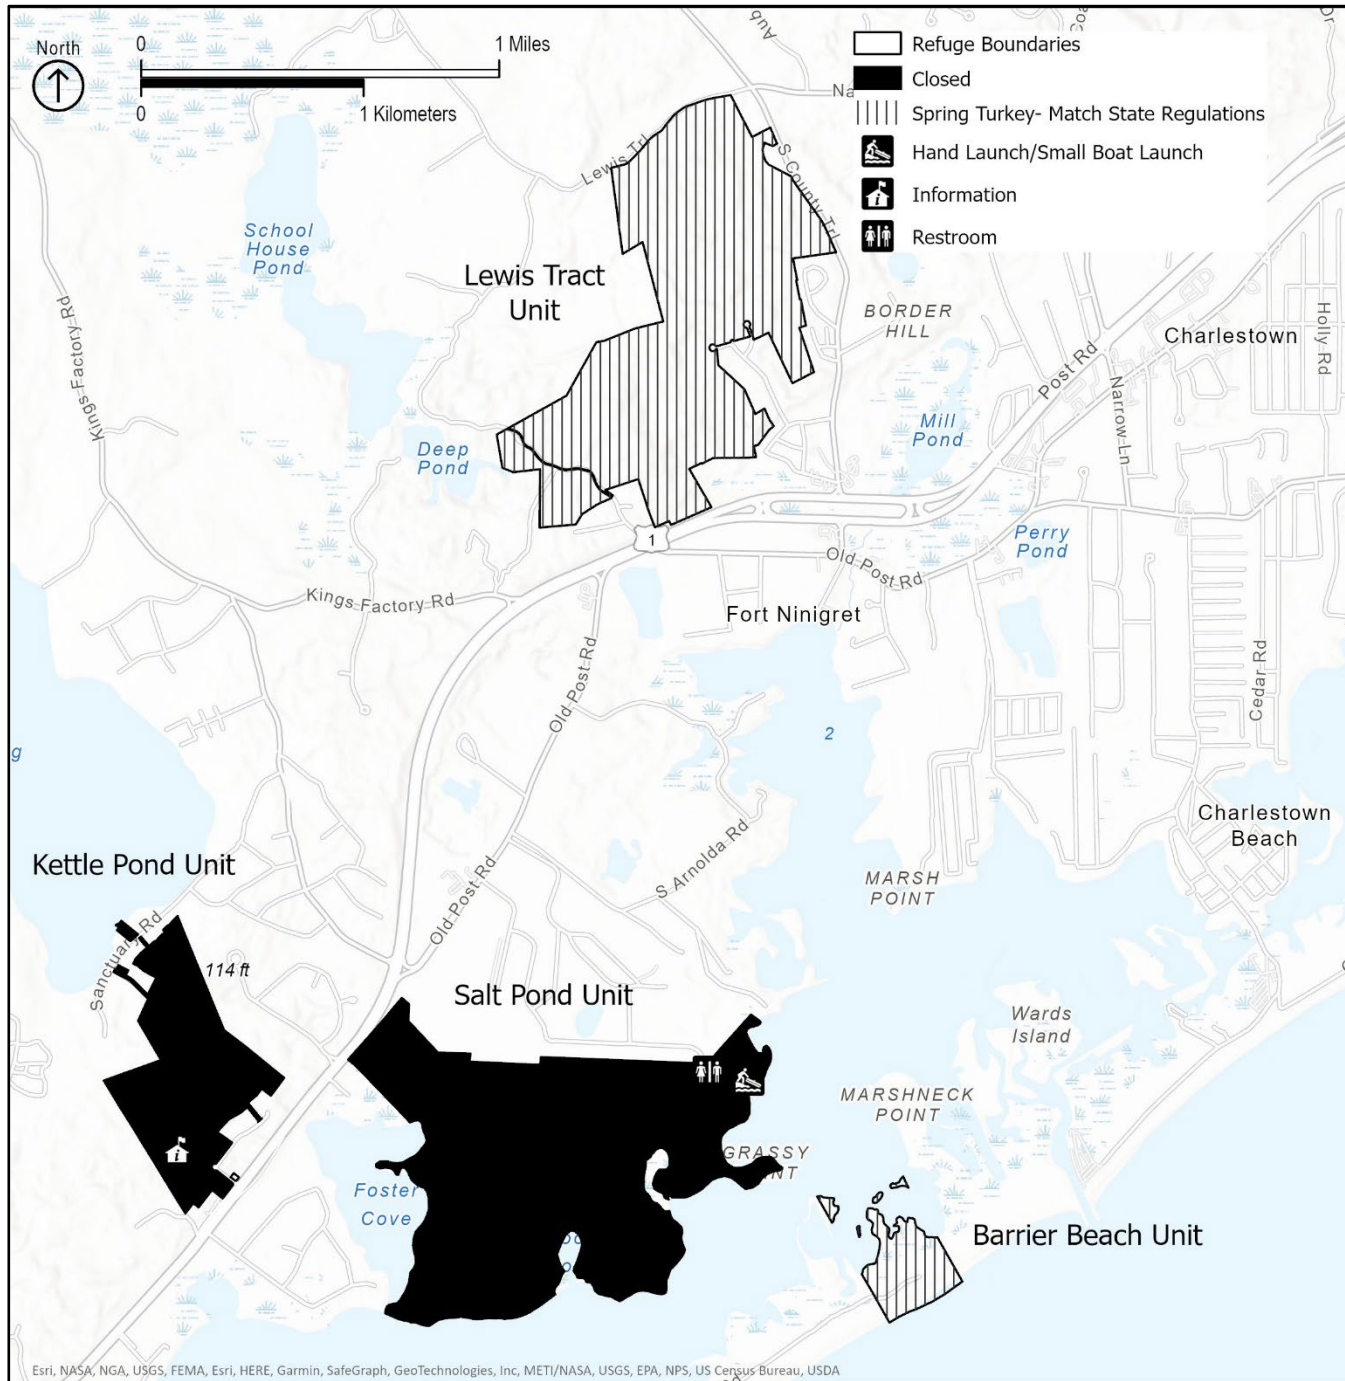 North
0
1 Miles
0
1 Kilometers
Refuge Boundaries
Closed
Spring Turkey- Match State Regulations
Hand Launch/Small Boat Launch
Information
Restroom
Lewis Trl
S County Trl
School
House
Pond
Lewis Tract
Unit
BORDER
HILL
Charlestown
Holly Rd
Kings Factory Rd
Post Rd
Narrow Ln
Deep
Pond
Mill
Pond
1
Perry
Pond
Old Post Rd
Kings Factory Rd
Fort Ninigret
Old Post Rd
Cedar Rd
2
g
Charlestown
Beach
Kettle Pond Unit
S Arnolda Rd
MARSH
POINT
Old Post Rd
Sanctuary Rd
114 ft
Salt Pond Unit
Wards
Island
MARSHNECK
POINT
GRASSY
Foster
Cove
Barrier Beach Unit
Esri, NASA, NGA, USGS, FEMA, Esri, HERE, Garmin, SafeGraph, GeoTechnologies, Inc, METI/NASA, USGS, EPA, NPS, US Census Bureau, USDA